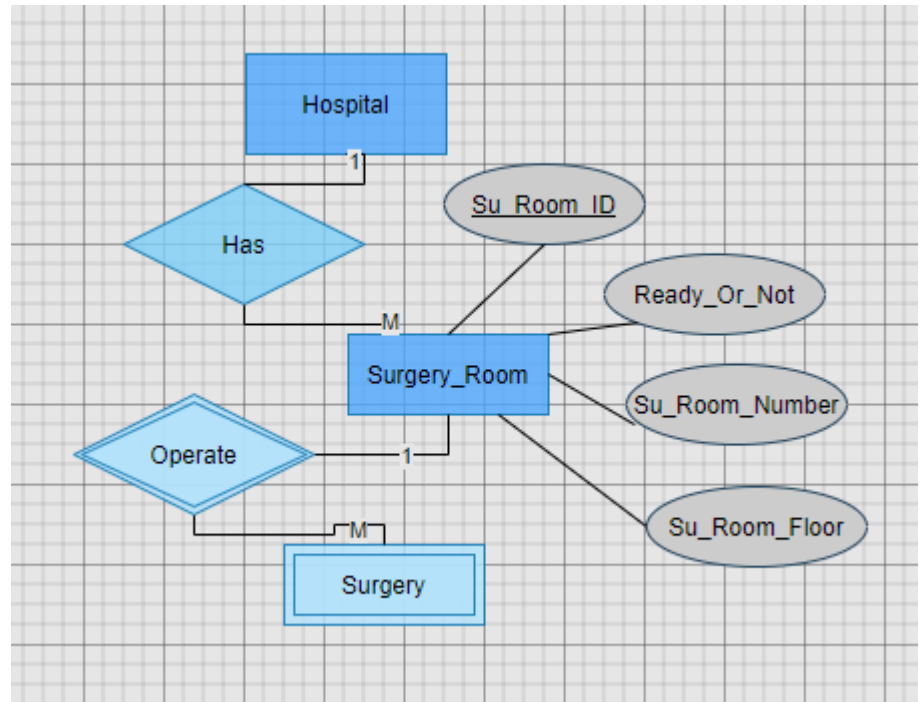 Hospital
1
Su_Room_ID
Has
Ready_Or_Not
M
Surgery_Room
Su_Room_Number
Operate
1
Su_Room_Floor
M
Surgery